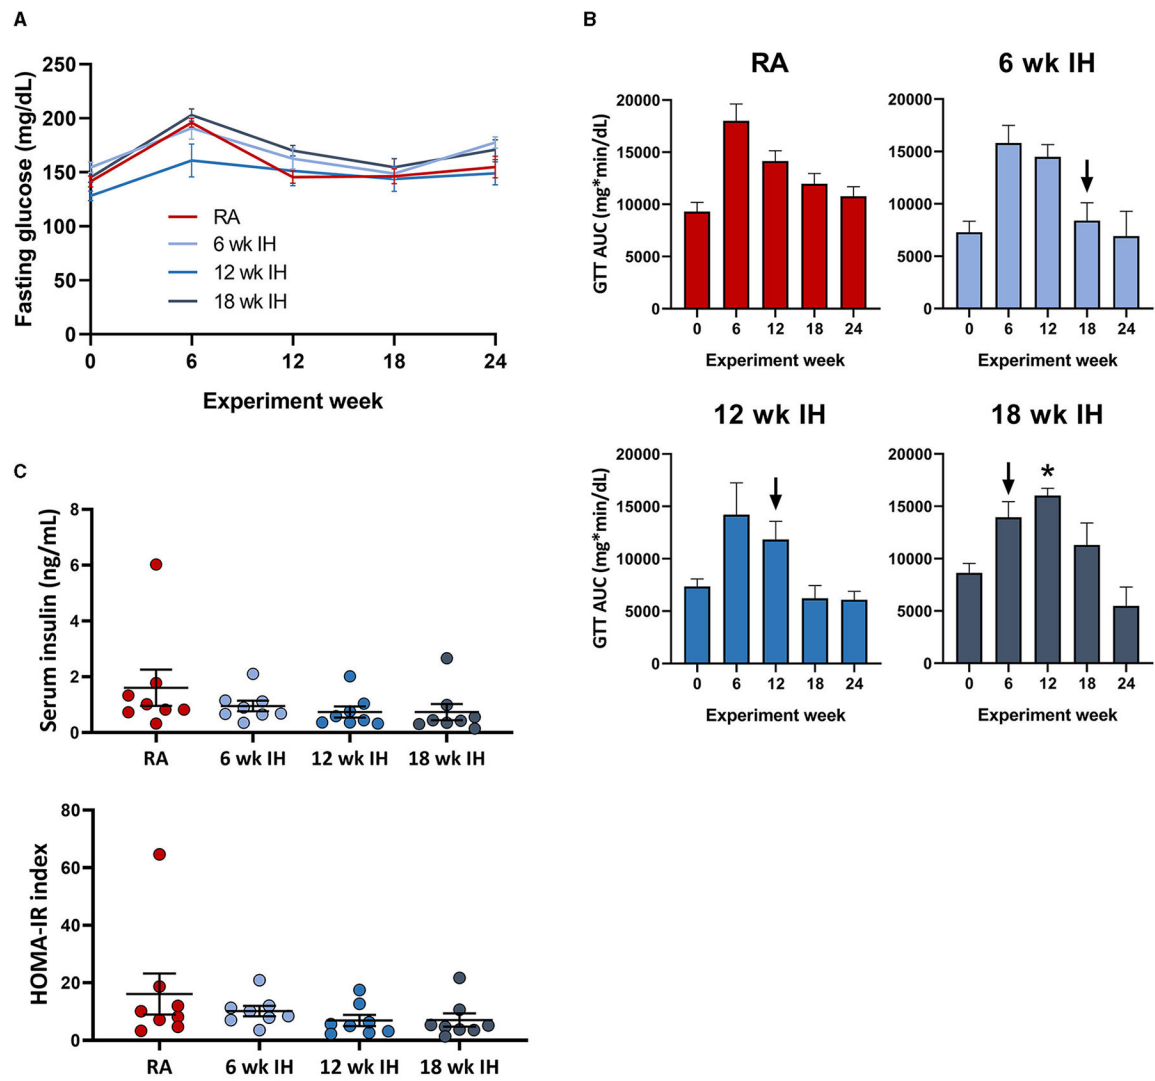 A
Fasting glucose (mg/dL)
250
200
150
100
50
0
RA
6 wk IH
12 wk IH
18 wk IH
0 6 12 18 24
Experiment week
B
RA
GTT AUC (mg*min/dL)
20000
15000
10000
5000
0
0 6 12 18 24
Experiment week
6 wk IH
20000
15000
10000
5000
0
0 6 12 18 24
Experiment week
12 wk IH
GTT AUC (mg*min/dL)
20000
15000
10000
5000
0
0 6 12 18 24
Experiment week
18 wk IH
20000
15000
10000
5000
0
*
0 6 12 18 24
Experiment week
C
Serum insulin (ng/mL)
8
6
4
2
0
RA 6 wk IH 12 wk IH 18 wk IH
HOMA-IR index
80
60
40
20
0
RA 6 wk IH 12 wk IH 18 wk IH